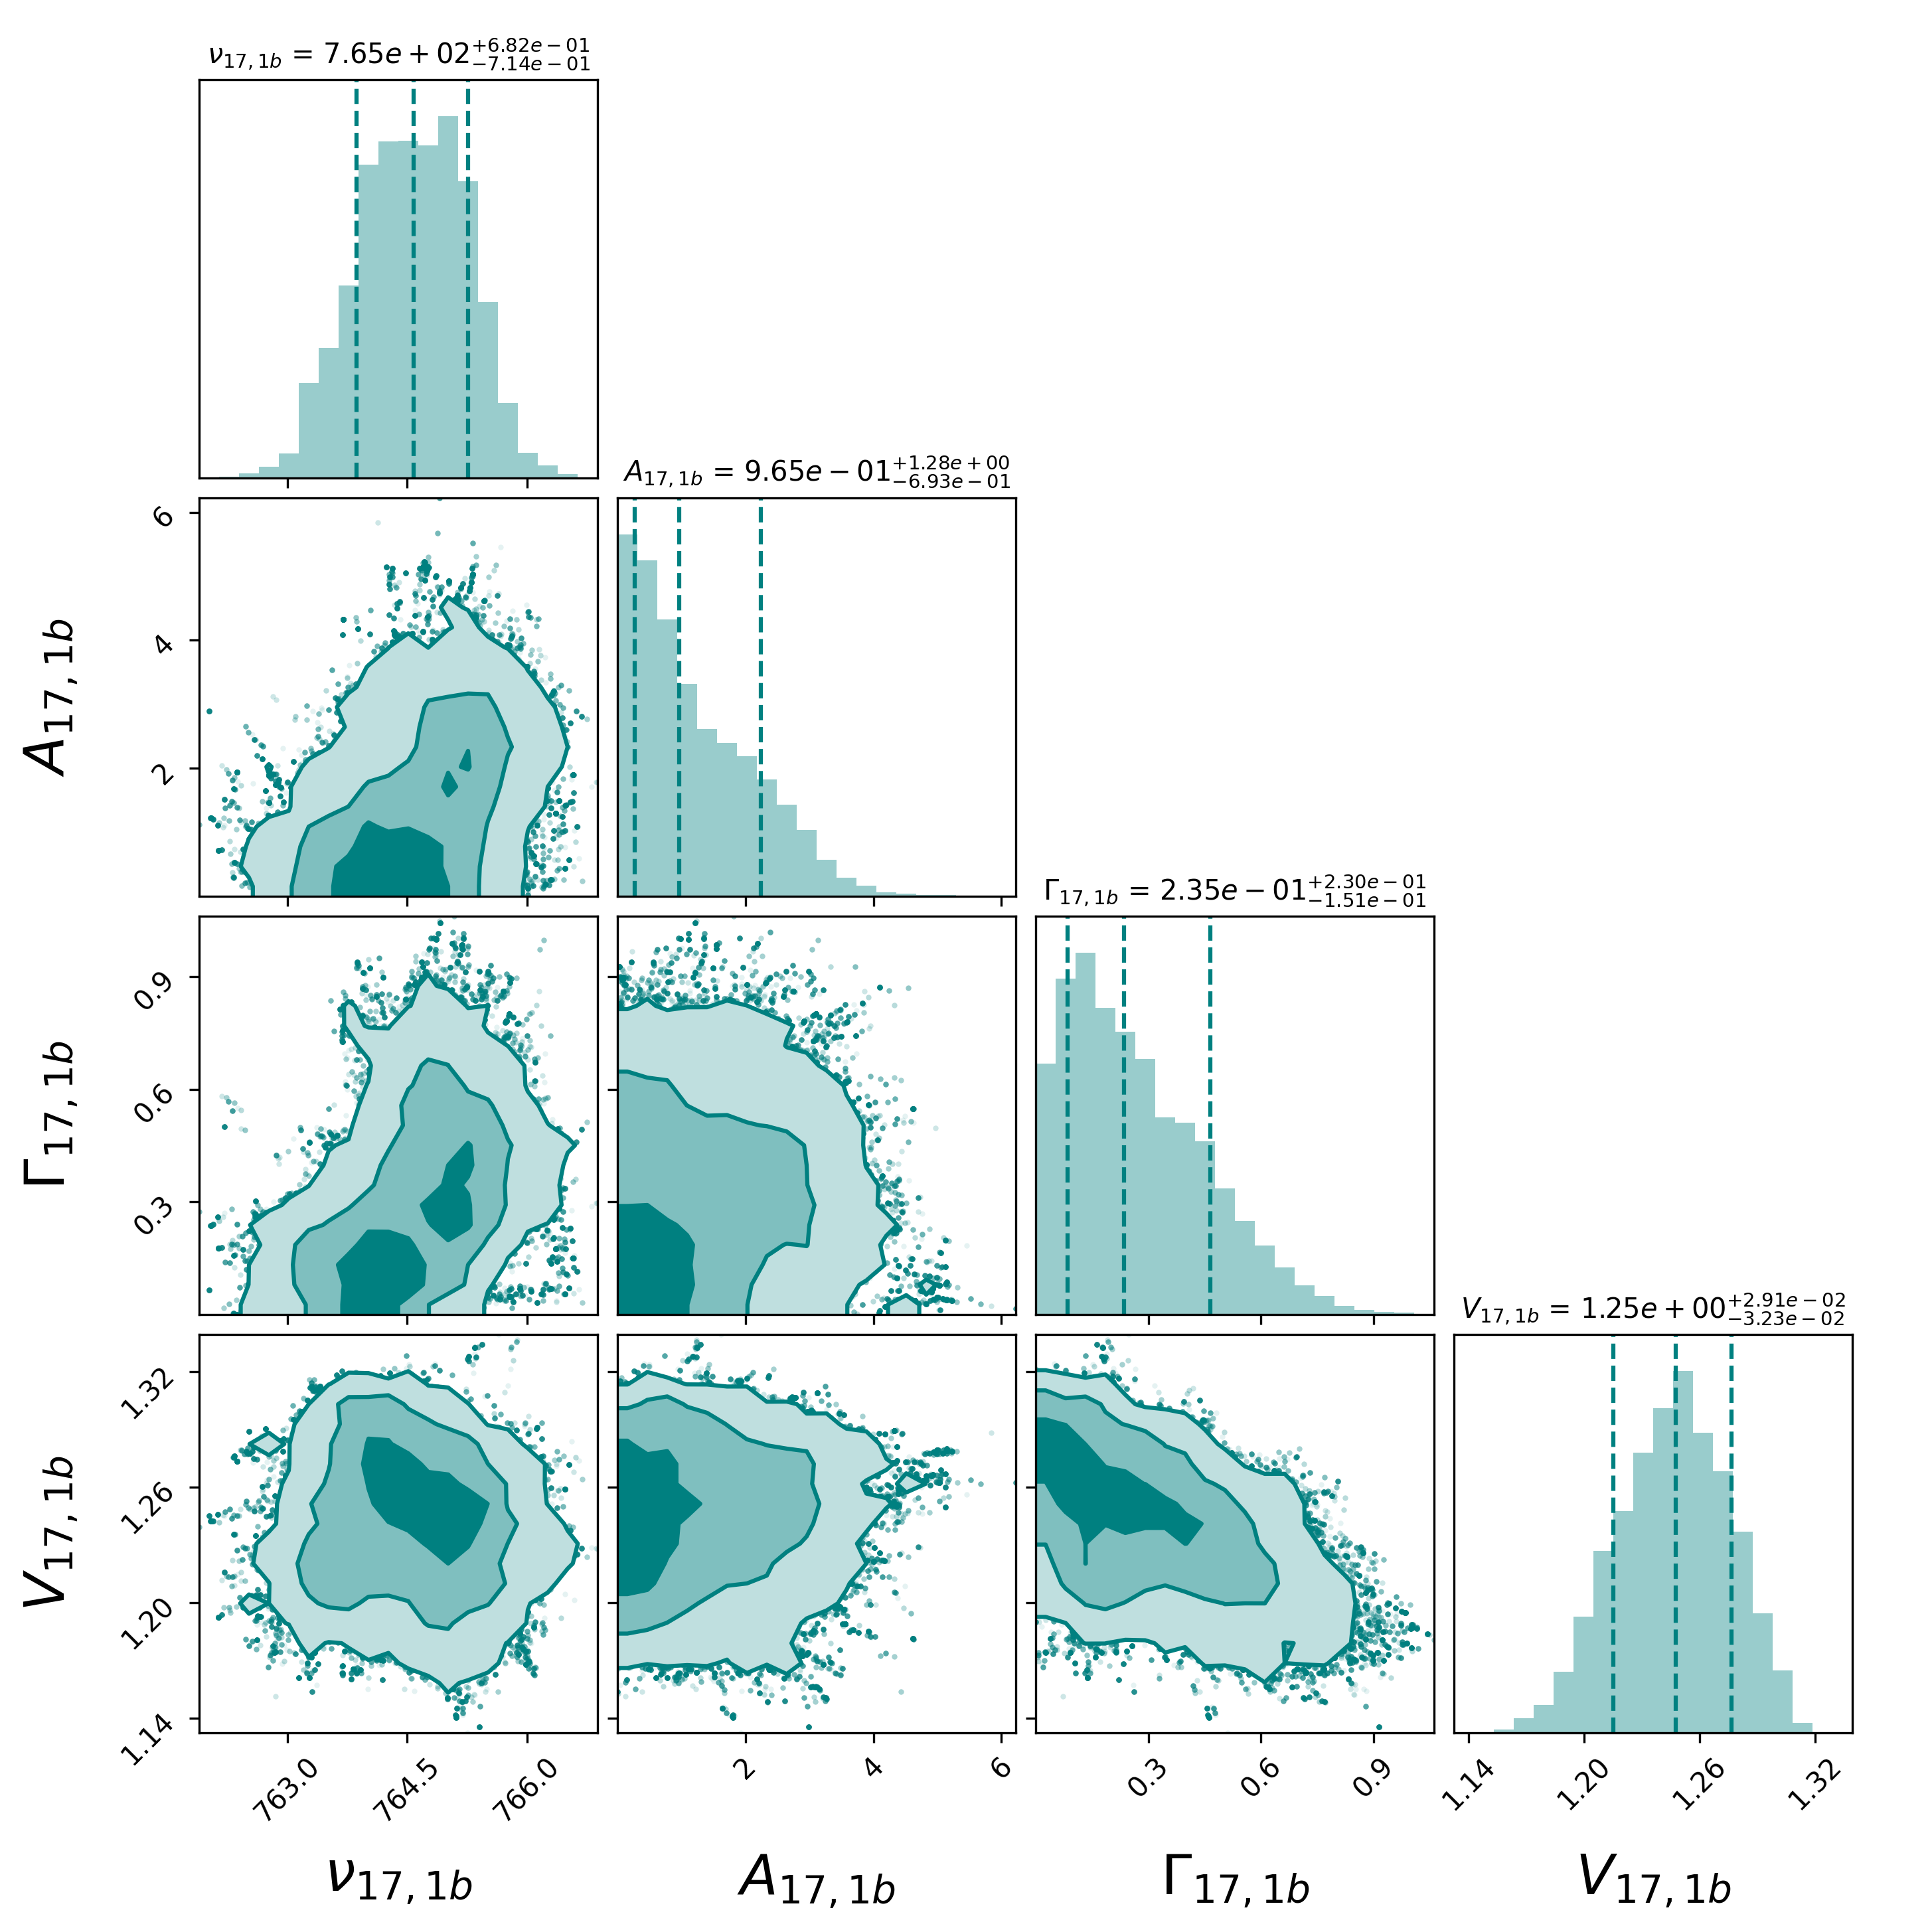 ν17, 1b = 7.65e + 02 +6.82e − 01 −7.14e − 01
A17, 1b = 9.65e − 01 +1.28e + 00 −6.93e − 01
6
4
2
A17, 1b
Γ17, 1b = 2.35e − 01 +2.30e − 01 −1.51e − 01
0.9
0.6
0.3
Γ17, 1b
V17, 1b = 1.25e + 00 +2.91e − 02 −3.23e − 02
1.32
1.26
1.20
1.14
V17, 1b
763.0 764.5 766.0 2 4 6 0.3 0.6 0.9 1.14 1.20 1.26 1.32
ν17, 1b A17, 1b Γ17, 1b V17, 1b